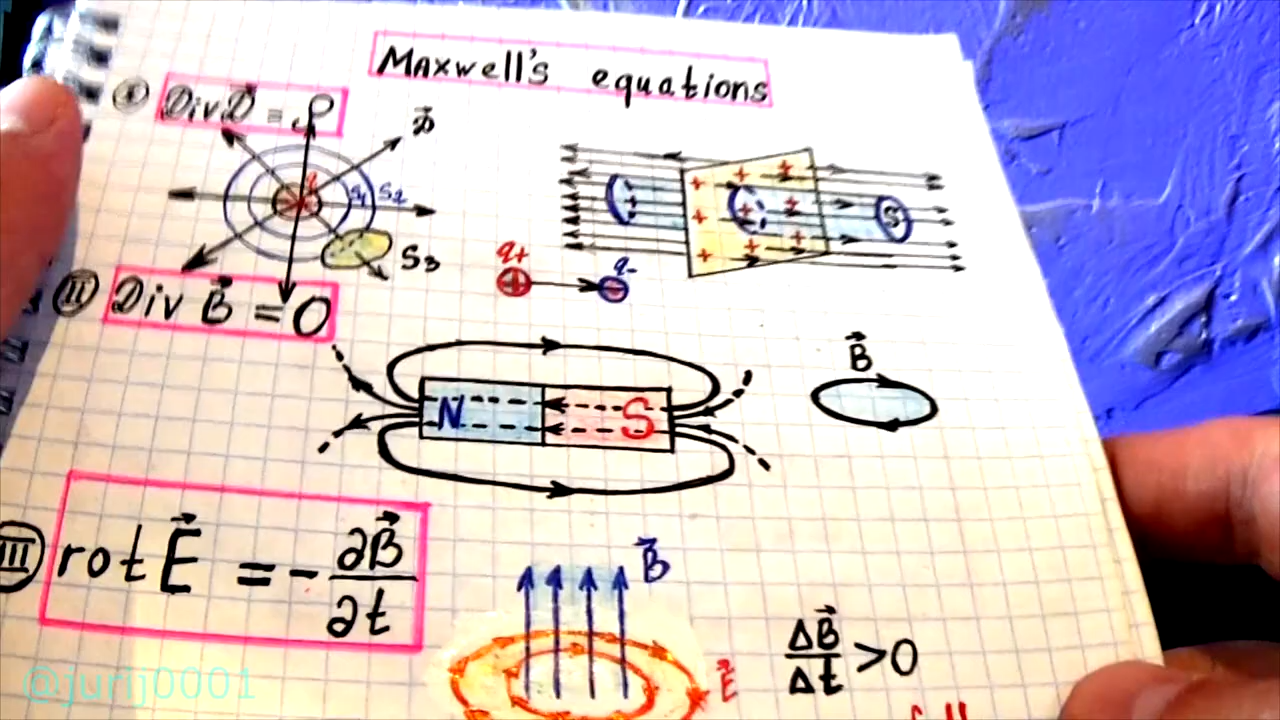 Maxwell's equations
I Div D⃗ = ρ
D⃗
q S₁ S₂
S₃
+ + + + + + + + +
S
q+ q-
II Div B⃗ = 0
N S
B⃗
III rot E⃗ = - ∂B⃗/∂t
B⃗
E⃗
ΔB⃗/Δt >0
@jurij0001